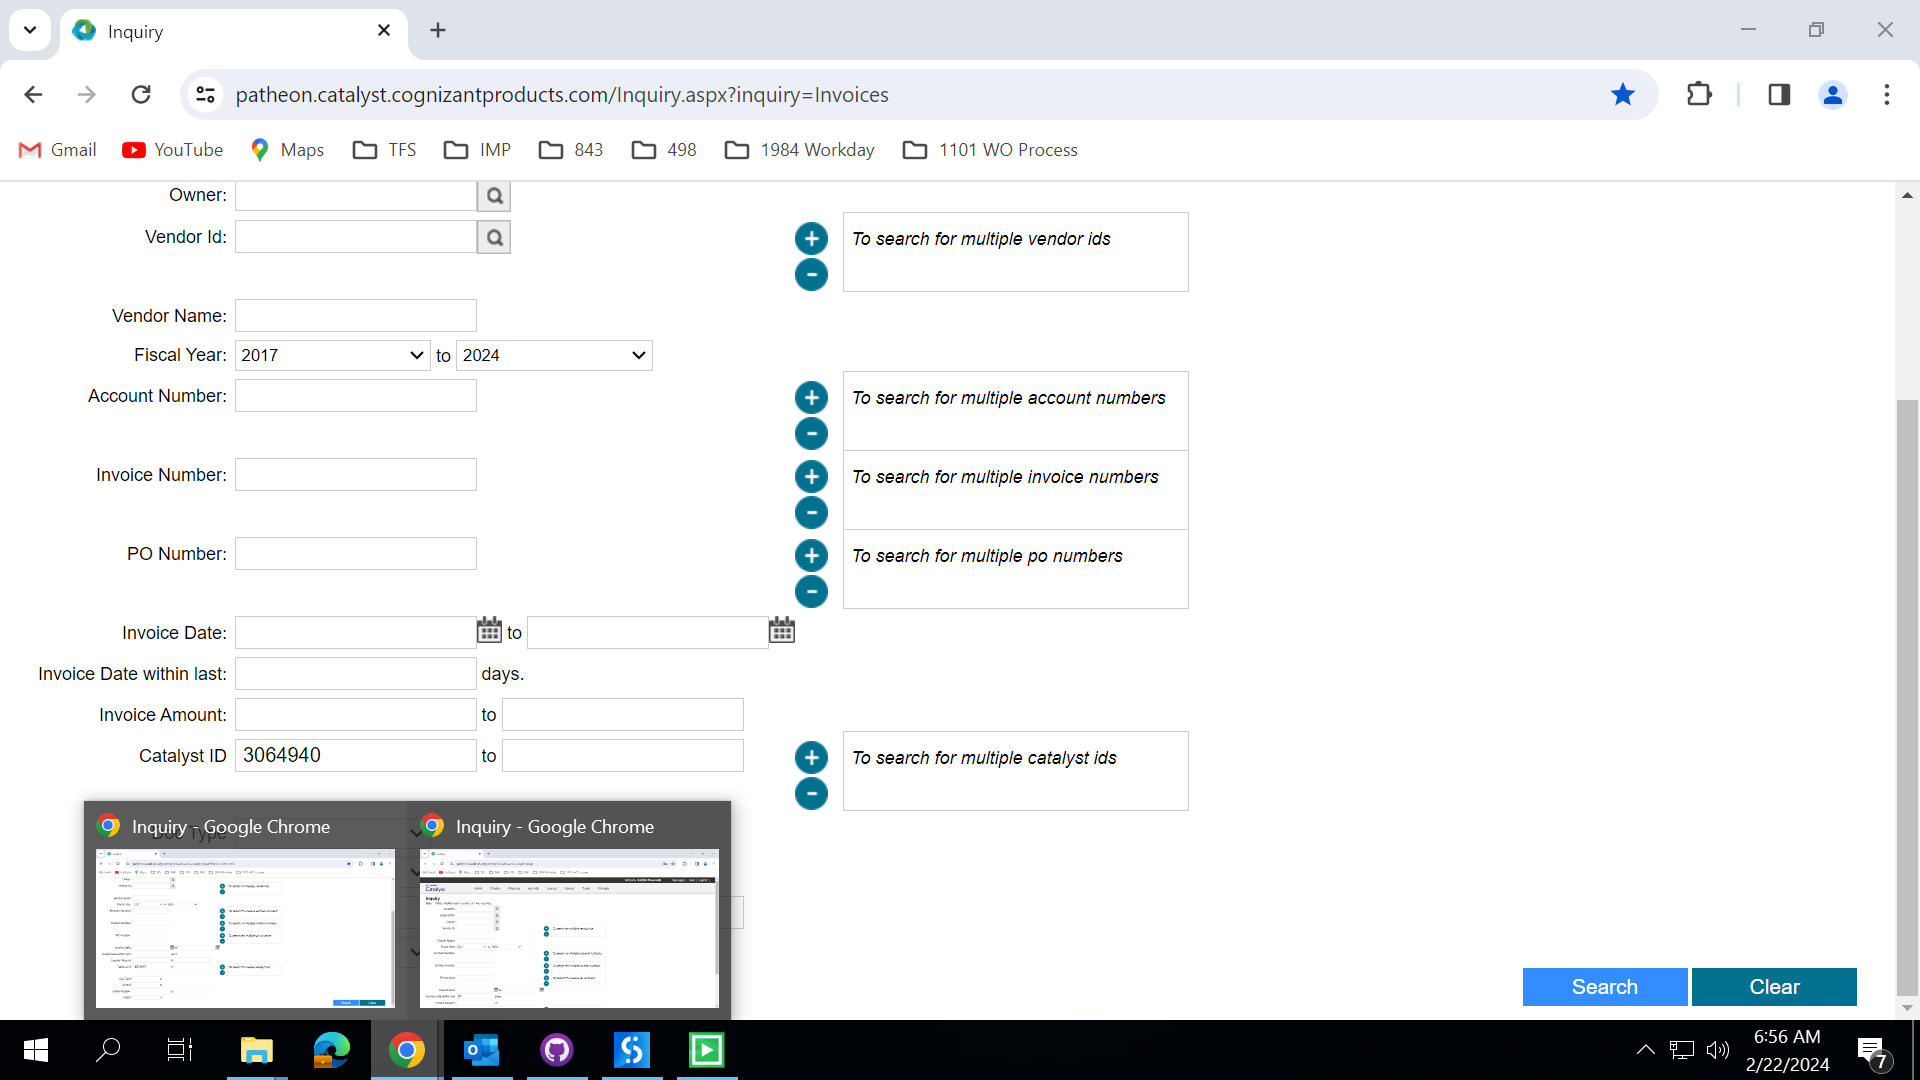 Inquiry
patheon.catalyst.cognizantproducts.com/Inquiry.aspx?inquiry=Invoices
Gmail YouTube Maps TFS IMP 843 498 1984 Workday 1101 WO Process
Owner:
Vendor Id: To search for multiple vendor ids
Vendor Name:
Fiscal Year: 2017 to 2024
Account Number: To search for multiple account numbers
Invoice Number: To search for multiple invoice numbers
PO Number: To search for multiple po numbers
Invoice Date: to
Invoice Date within last: days.
Invoice Amount: to
Catalyst ID 3064940 to To search for multiple catalyst ids
Inquiry - Google Chrome Inquiry - Google Chrome
Type
Catalyst
Inquiry
Search Clear
6:56 AM
2/22/2024
7